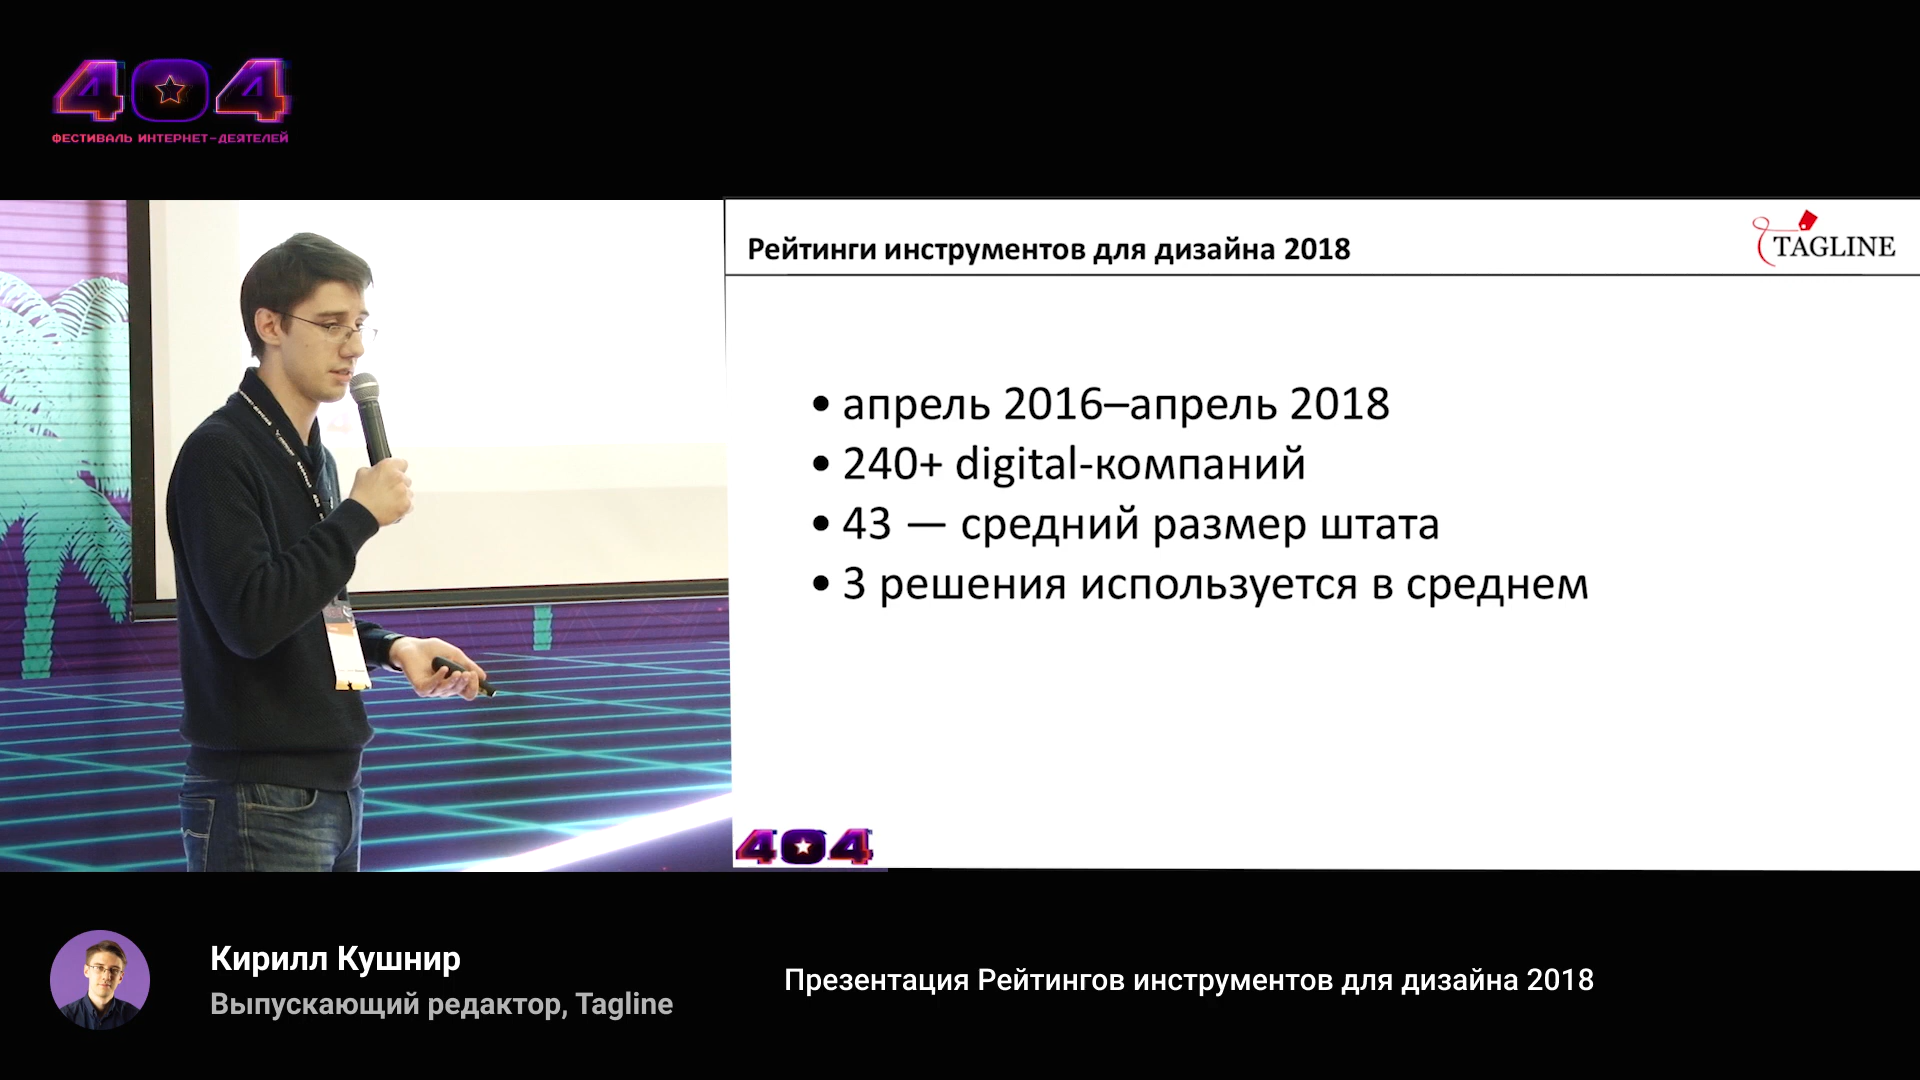 404
ФЕСТИВАЛЬ ИНТЕРНЕТ-ДЕЯТЕЛЕЙ
Рейтинги инструментов для дизайна 2018
TAGLINE
• апрель 2016–апрель 2018
• 240+ digital-компаний
• 43 — средний размер штата
• 3 решения используется в среднем
404
Кирилл Кушнир
Выпускающий редактор, Tagline
Презентация Рейтингов инструментов для дизайна 2018